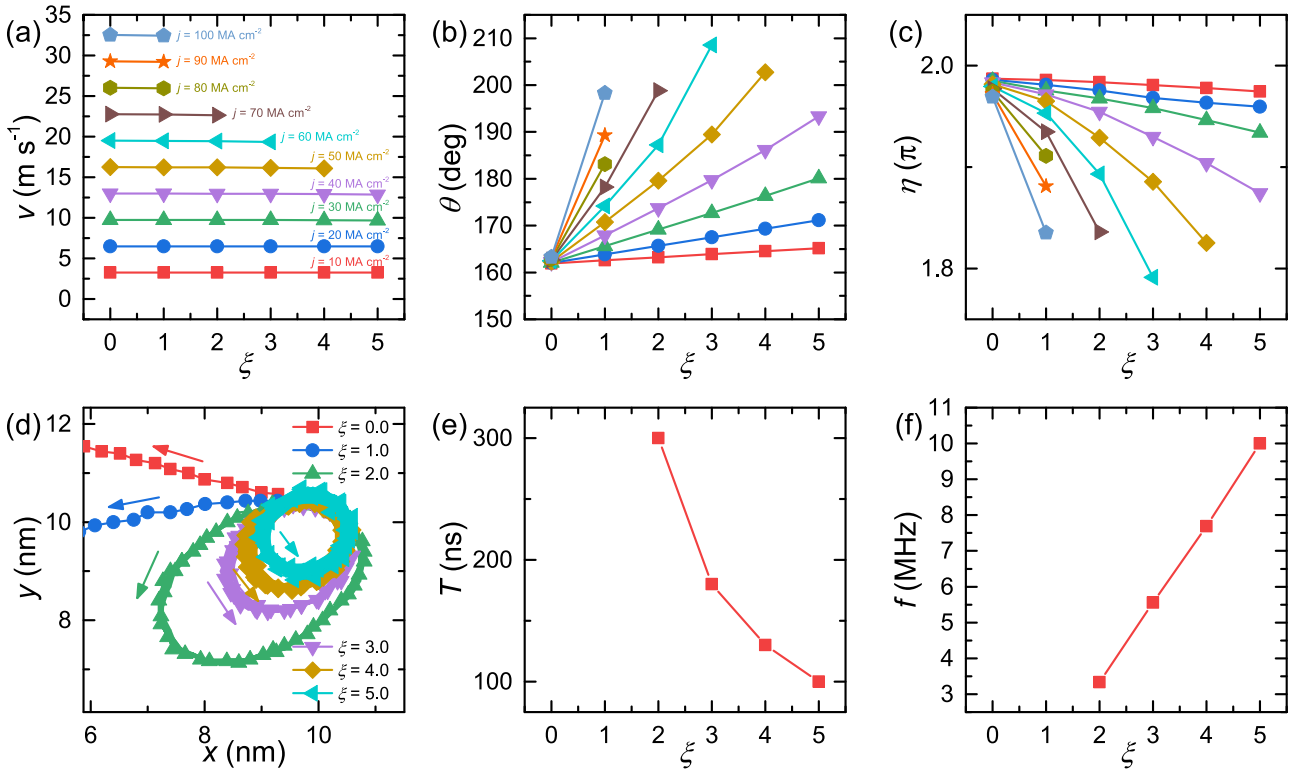 (a)
35
30
25
20
15
10
5
0
v (m s⁻¹)
j = 100 MA cm⁻²
j = 90 MA cm⁻²
j = 80 MA cm⁻²
j = 70 MA cm⁻²
j = 60 MA cm⁻²
j = 50 MA cm⁻²
j = 40 MA cm⁻²
j = 30 MA cm⁻²
j = 20 MA cm⁻²
j = 10 MA cm⁻²
0 1 2 3 4 5
ξ
(b)
210
200
190
180
170
160
150
θ (deg)
0 1 2 3 4 5
ξ
(c)
2.0
1.8
η (π)
0 1 2 3 4 5
ξ
(d)
12
10
8
y (nm)
ξ = 0.0
ξ = 1.0
ξ = 2.0
ξ = 3.0
ξ = 4.0
ξ = 5.0
6 8 10
x (nm)
(e)
300
200
100
T (ns)
0 1 2 3 4 5
ξ
(f)
11
10
9
8
7
6
5
4
3
f (MHz)
0 1 2 3 4 5
ξ